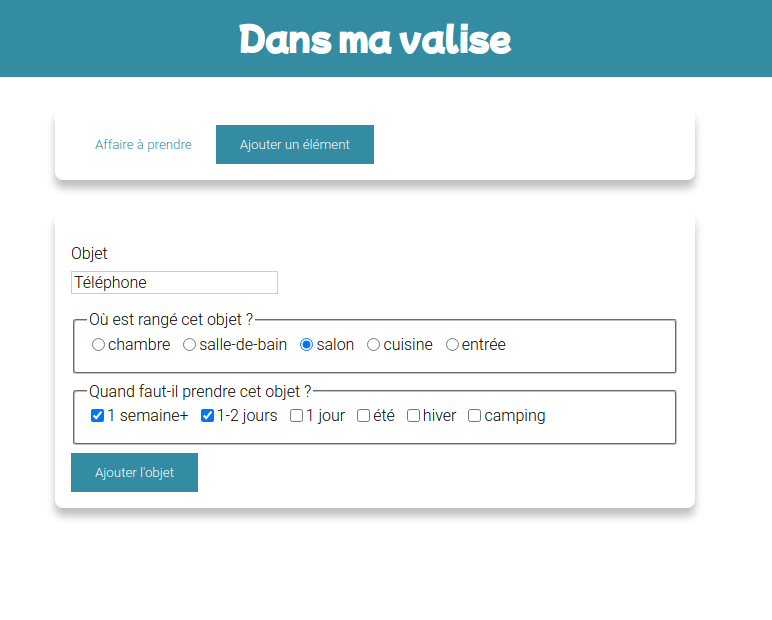 Dans ma valise
Affaire à prendre Ajouter un élément
Objet
Téléphone
Où est rangé cet objet ?
chambre salle-de-bain salon cuisine entrée
Quand faut-il prendre cet objet ?
1 semaine+ 1-2 jours 1 jour été hiver camping
Ajouter l'objet